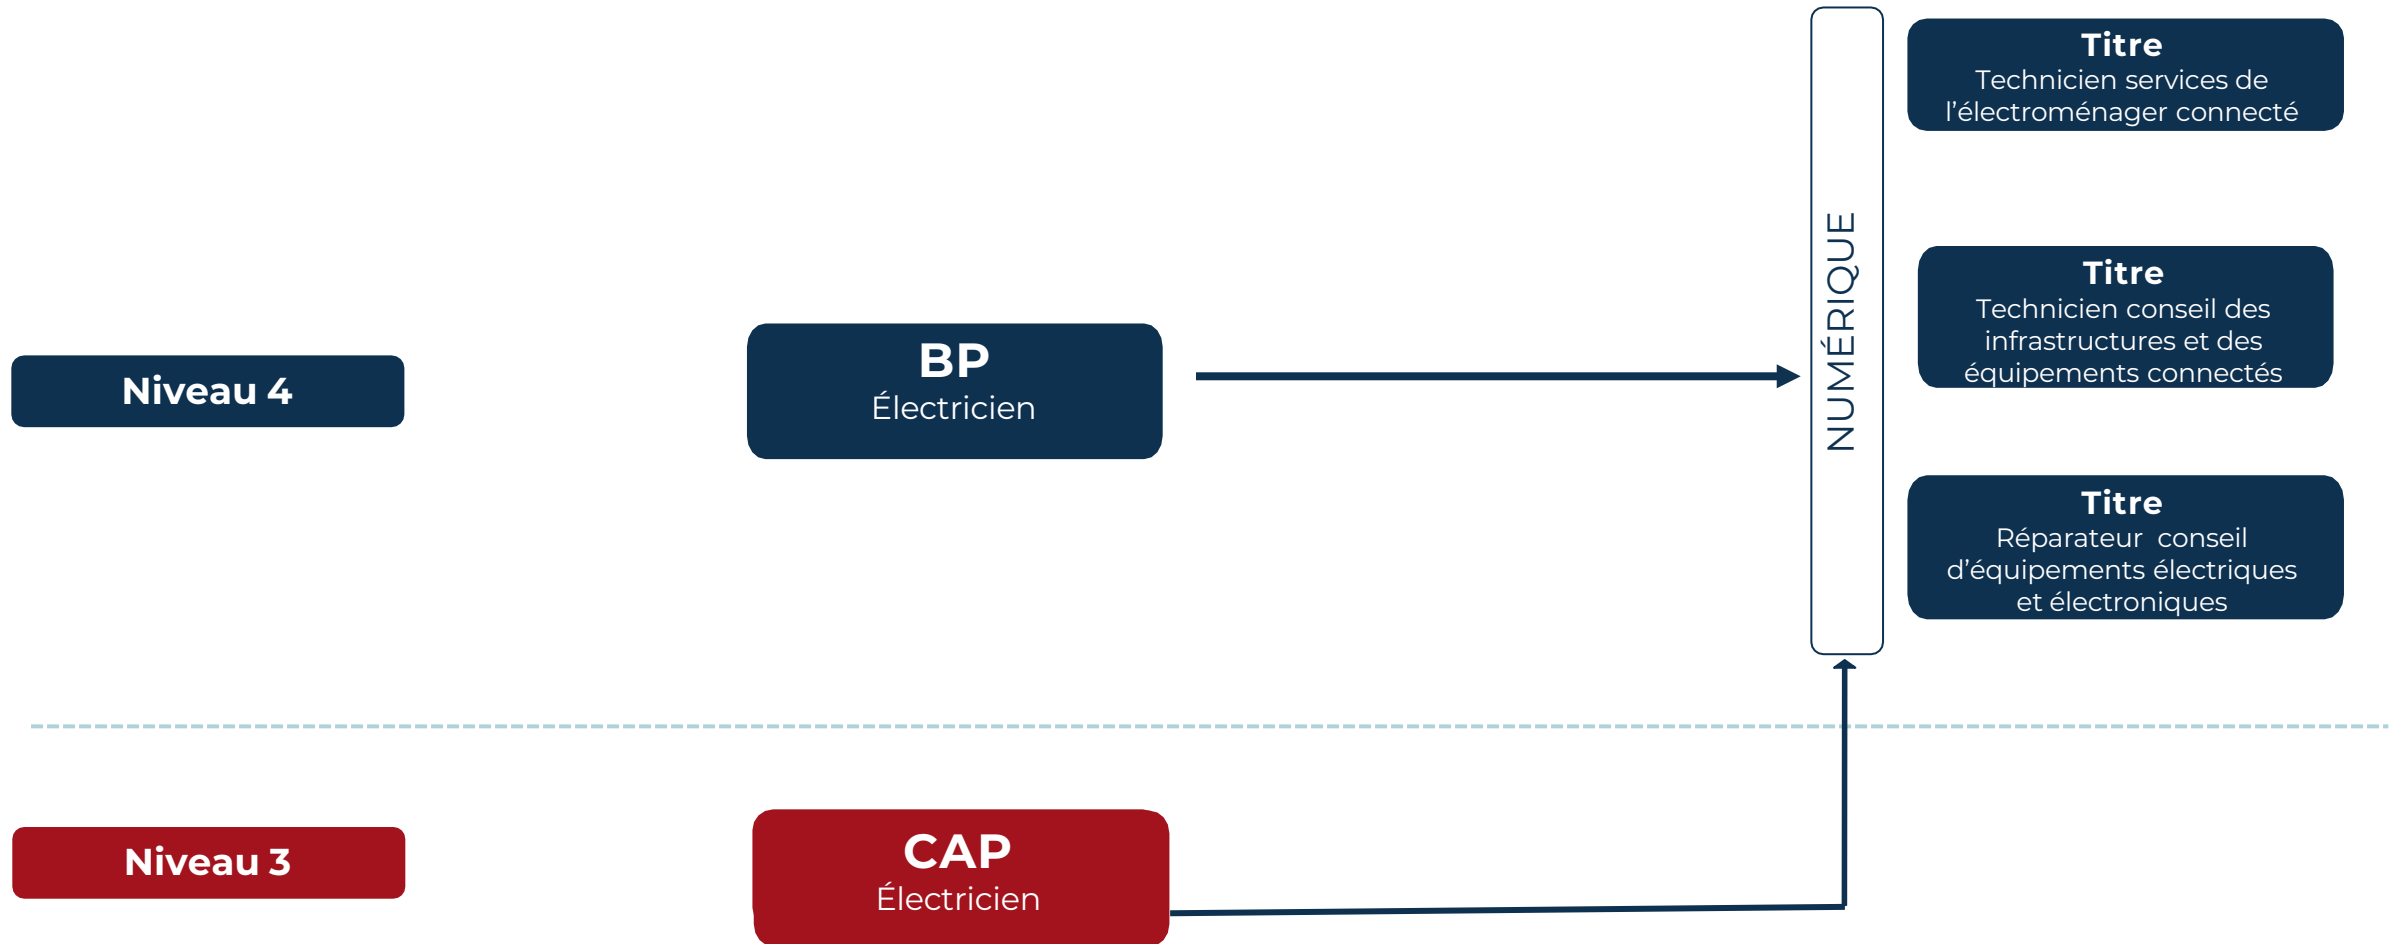 Titre
Technicien services de
l’électroménager connecté
NUMÉRIQUE
Titre
Technicien conseil des
infrastructures et des
équipements connectés
BP
Électricien
Niveau 4
Titre
Réparateur  conseil
d’équipements électriques
et électroniques
CAP
Électricien
Niveau 3